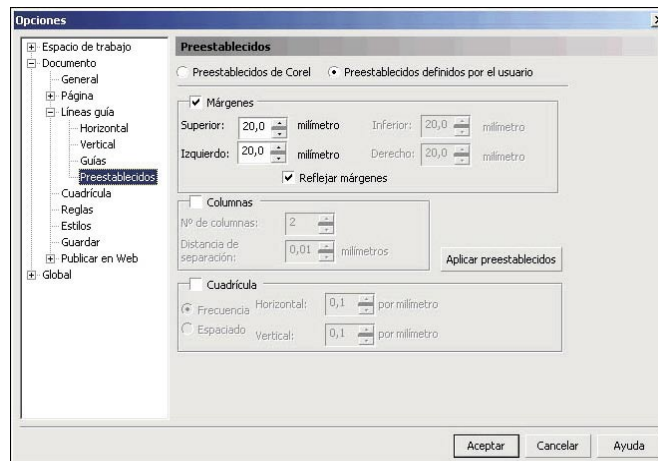 Opciones
Espacio de trabajo
Documento
General
Página
Líneas guía
Horizontal
Vertical
Guías
Preestablecidos
Cuadrícula
Reglas
Estilos
Guardar
Publicar en Web
Global
Preestablecidos
Preestablecidos de Corel Preestablecidos definidos por el usuario
Márgenes
Superior: 20,0 milímetro Inferior: 20,0 milímetro
Izquierdo: 20,0 milímetro Derecho: 20,0 milímetro
Reflejar márgenes
Columnas
Nº de columnas: 2
Distancia de
separación: 0,01 milímetros
Aplicar preestablecidos
Cuadrícula
Frecuencia Horizontal: 0,1 por milímetro
Espaciado Vertical: 0,1 por milímetro
Aceptar Cancelar Ayuda